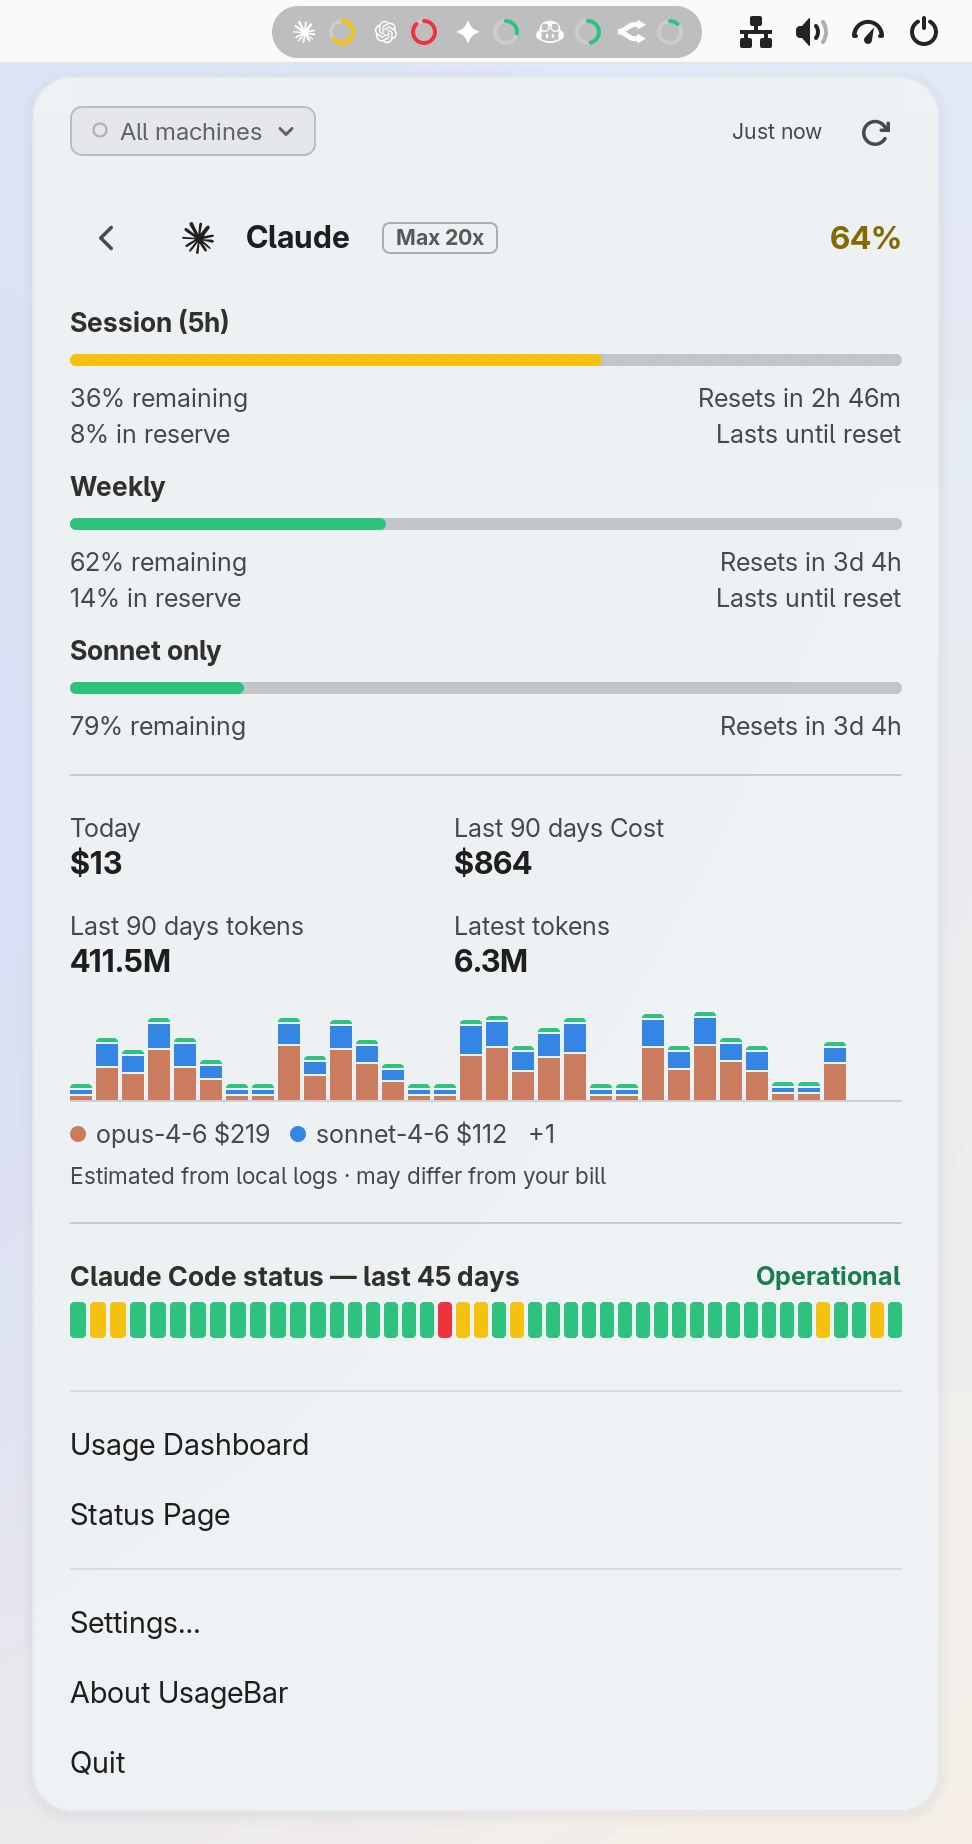 All machines
Just now
Claude
Max 20x
64%
Session (5h)
36% remaining
Resets in 2h 46m
8% in reserve
Lasts until reset
Weekly
62% remaining
Resets in 3d 4h
14% in reserve
Lasts until reset
Sonnet only
79% remaining
Resets in 3d 4h
Today
Last 90 days Cost
$13
$864
Last 90 days tokens
Latest tokens
411.5M
6.3M
opus-4-6 $219 sonnet-4-6 $112 +1
Estimated from local logs · may differ from your bill
Claude Code status — last 45 days
Operational
Usage Dashboard
Status Page
Settings...
About UsageBar
Quit